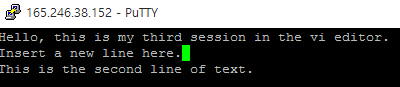 165.246.38.152 - PuTTY
Hello, this is my third session in the vi editor.
Insert a new line here.
This is the second line of text.